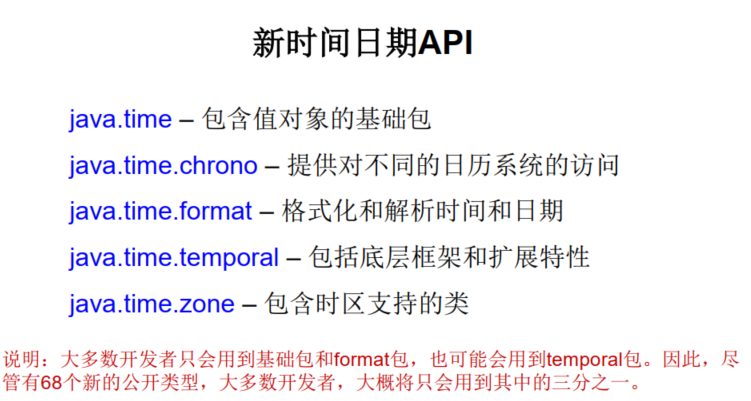 新时间日期API
java.time – 包含值对象的基础包
java.time.chrono – 提供对不同的日历系统的访问
java.time.format – 格式化和解析时间和日期
java.time.temporal – 包括底层框架和扩展特性
java.time.zone – 包含时区支持的类
说明：大多数开发者只会用到基础包和format包，也可能会用到temporal包。因此，尽
管有68个新的公开类型，大多数开发者，大概将只会用到其中的三分之一。